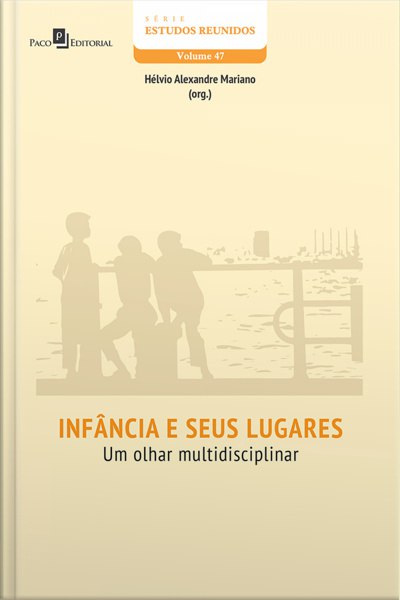 PACO EDITORIAL
SÉRIE
ESTUDOS REUNIDOS
Volume 47
Hélvio Alexandre Mariano
(org.)
INFÂNCIA E SEUS LUGARES
Um olhar multidisciplinar